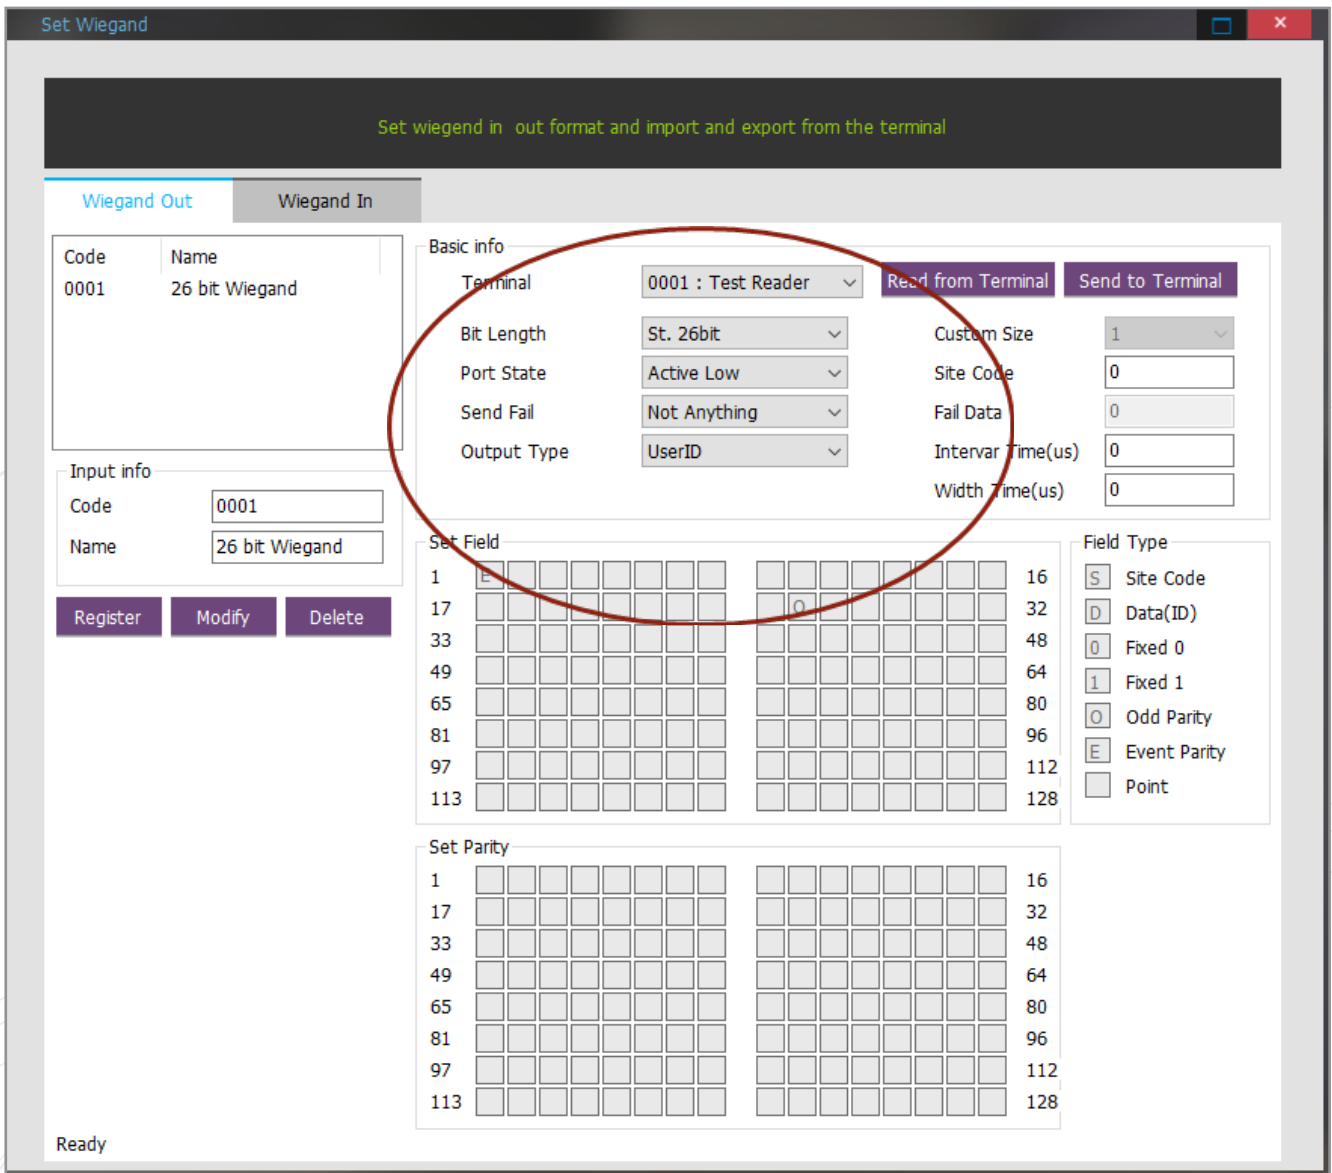 Set Wiegand
Set wiegend in out format and import and export from the terminal
Wiegand Out
Wiegand In
Code Name
0001 26 bit Wiegand
Input info
Code 0001
Name 26 bit Wiegand
Register Modify Delete
Basic info
Terminal 0001 : Test Reader Read from Terminal Send to Terminal
Bit Length St. 26bit Custom Size 1
Port State Active Low Site Code 0
Send Fail Not Anything Fail Data 0
Output Type UserID Intervar Time(us) 0
Width Time(us) 0
Set Field
1 E 16
17 O 32
33 48
49 64
65 80
81 96
97 112
113 128
Field Type
S Site Code
D Data(ID)
0 Fixed 0
1 Fixed 1
O Odd Parity
E Event Parity
Point
Set Parity
1 16
17 32
33 48
49 64
65 80
81 96
97 112
113 128
Ready